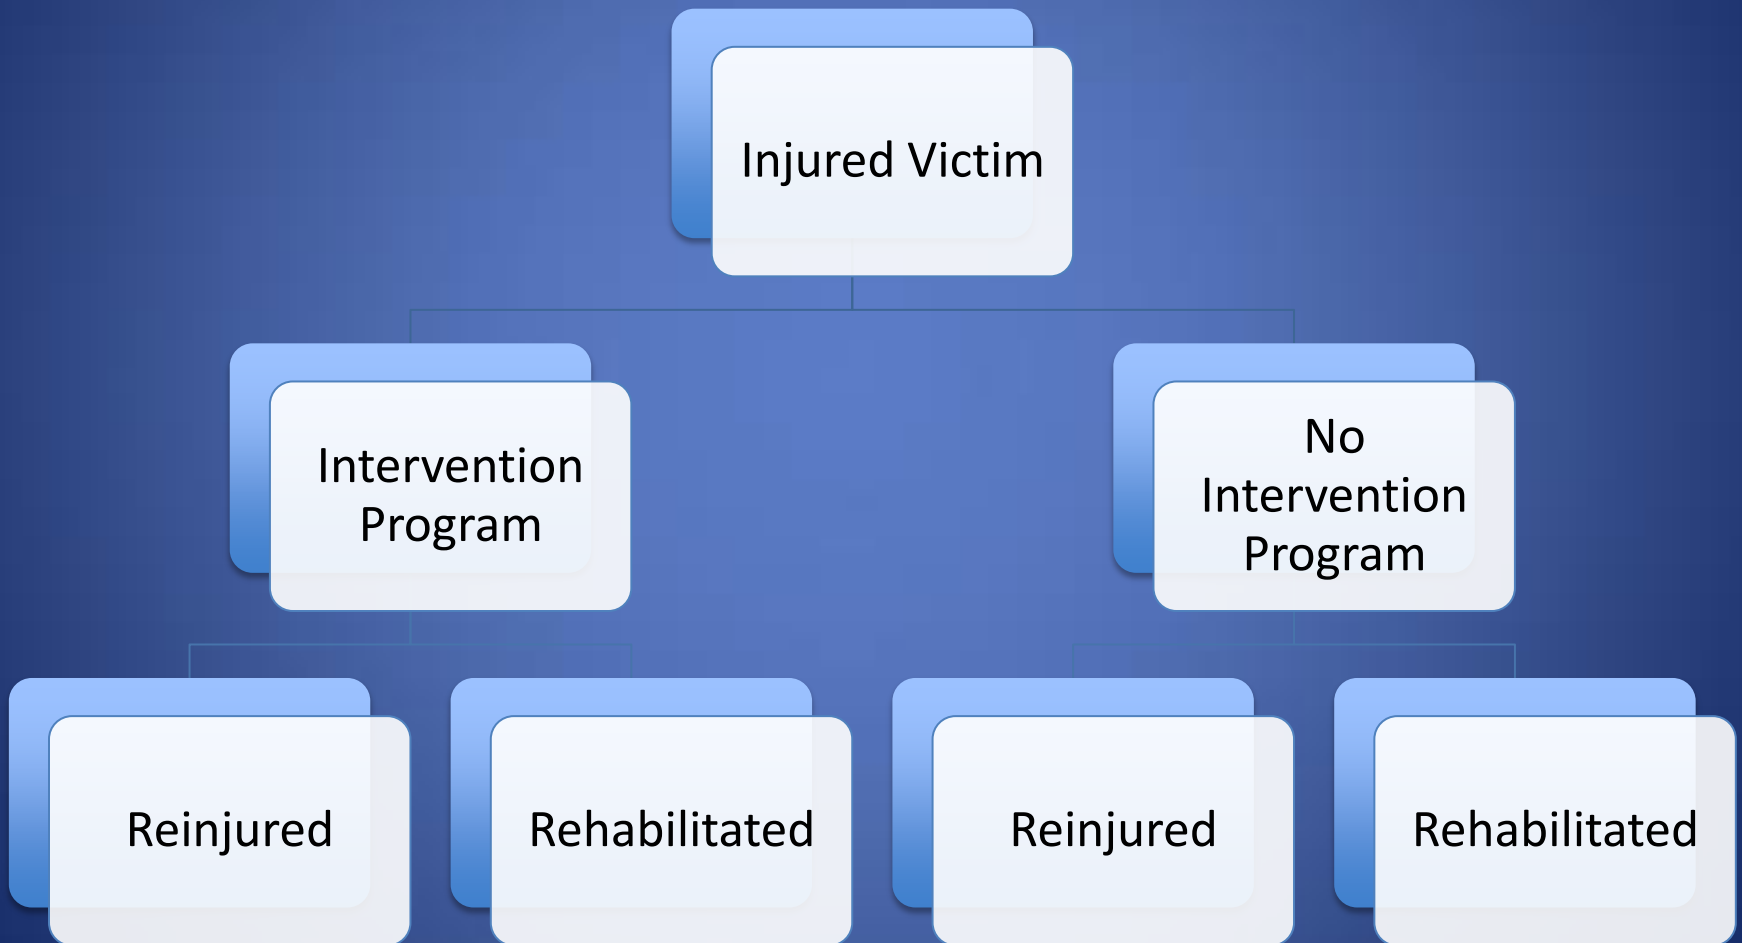 Injured Victim
Intervention
Program
No
Intervention
Program
Reinjured
Rehabilitated
Reinjured
Rehabilitated